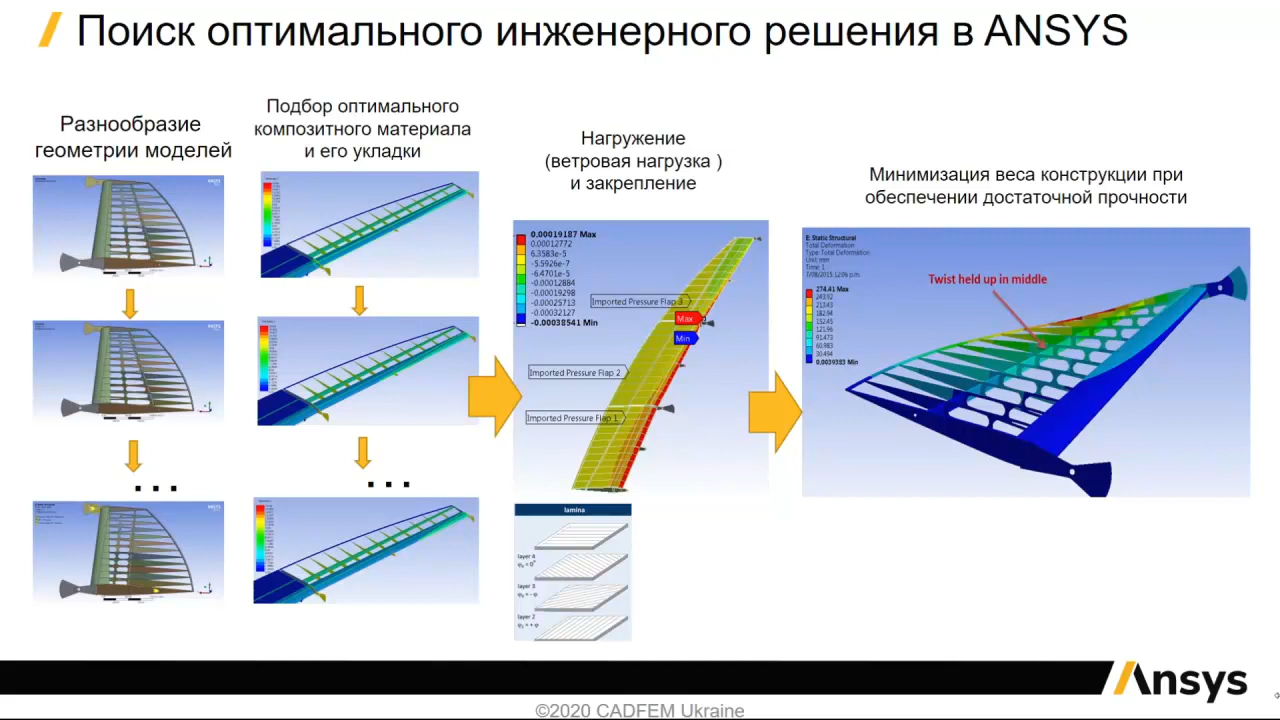 Поиск оптимального инженерного решения в ANSYS
Разнообразие
геометрии моделей
Подбор оптимального
композитного материала
и его укладки
Нагружение
(ветровая нагрузка )
и закрепление
Минимизация веса конструкции при
обеспечении достаточной прочности
0.00019187 Max
0.00012772
6.3583e-5
-5.5926e-7
-6.4701e-5
-0.00012884
-0.00019298
-0.00025713
-0.00032127
-0.00038541 Min
Imported Pressure Flap 3
Max
Min
Imported Pressure Flap 2
Imported Pressure Flap 1
E: Static Structural
Total Deformation
Type: Total Deformation
Unit: mm
Time: 1
274.41 Max
243.92
213.43
182.94
152.45
121.96
91.473
60.983
30.494
0.0039383 Min
Twist held up in middle
...
...
lamina
layer 4
φ₄ = 0°
layer 3
φ₃ = - φ
layer 2
φ₂ = + φ
Ansys
©2020 CADFEM Ukraine